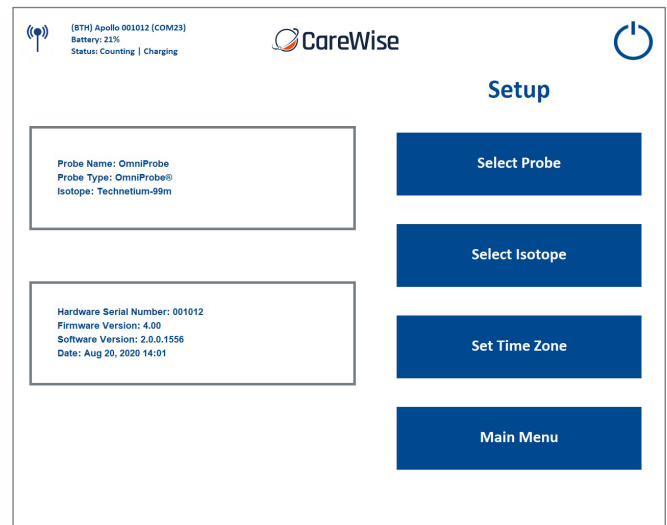 (BTH) Apollo 001012 (COM23)
Battery: 21%
Status: Counting | Charging
CareWise
Setup
Probe Name: OmniProbe
Probe Type: OmniProbe®
Isotope: Technetium-99m
Select Probe
Select Isotope
Hardware Serial Number: 001012
Firmware Version: 4.00
Software Version: 2.0.0.1556
Date: Aug 20, 2020 14:01
Set Time Zone
Main Menu